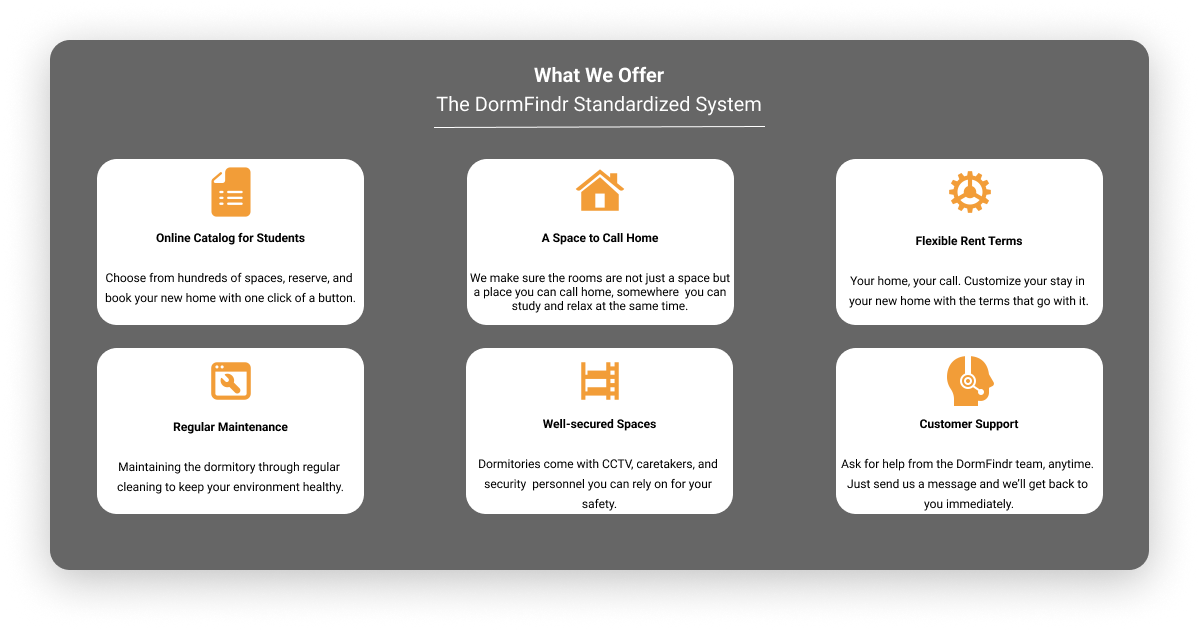 What We Offer
The DormFindr Standardized System
Online Catalog for Students
Choose from hundreds of spaces, reserve, and
book your new home with one click of a button.
A Space to Call Home
We make sure the rooms are not just a space but
a place you can call home, somewhere  you can
study and relax at the same time.
Flexible Rent Terms
Your home, your call. Customize your stay in
your new home with the terms that go with it.
Regular Maintenance
Maintaining the dormitory through regular
cleaning to keep your environment healthy.
Well-secured Spaces
Dormitories come with CCTV, caretakers, and
security  personnel you can rely on for your
safety.
Customer Support
Ask for help from the DormFindr team, anytime.
Just send us a message and we'll get back to
you immediately.